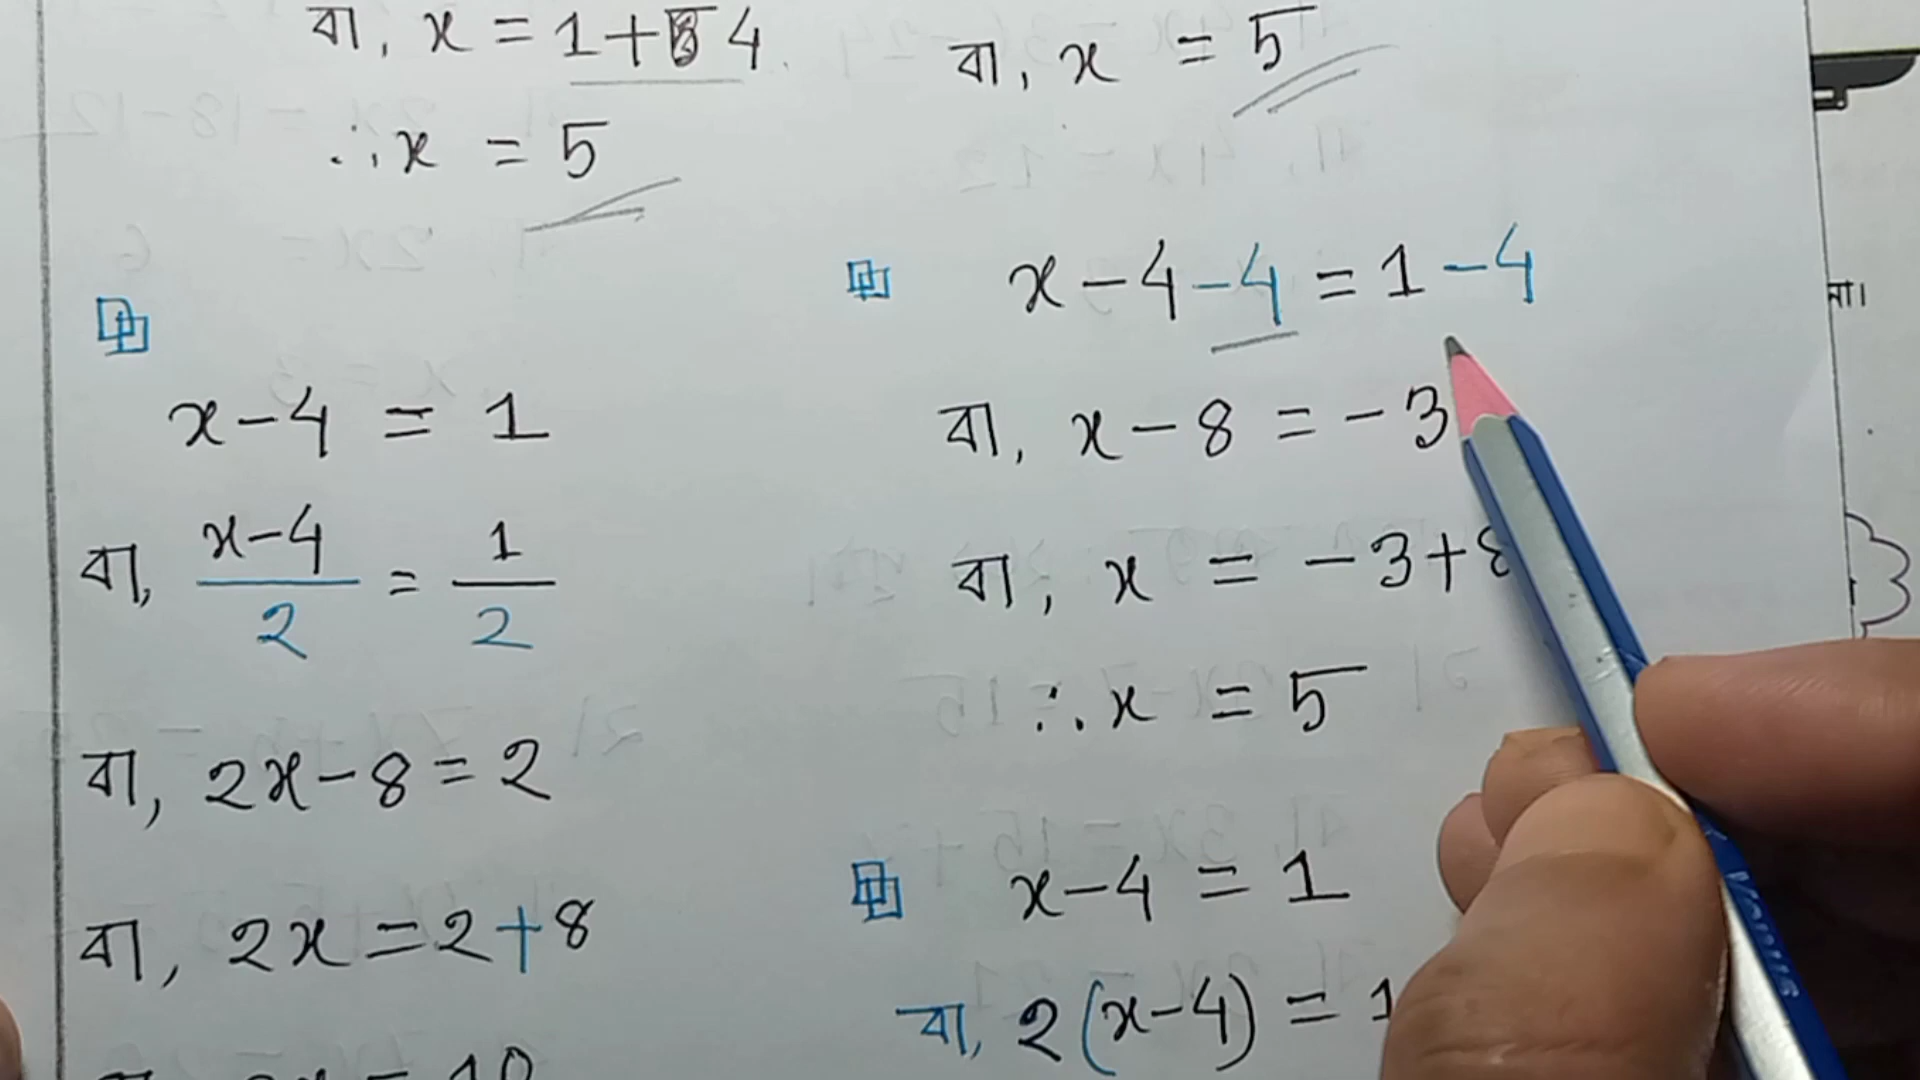 বা, x = 1+ 4
∴ x = 5
x-4 = 1
বা, x-4/2 = 1/2
বা, 2x-8 = 2
বা, 2x = 2+8
বা, x = 5
x-4-4 = 1-4
বা, x-8 = -3
বা, x = -3+8
∴ x = 5
x-4 = 1
বা, 2(x-4) = 1
না।